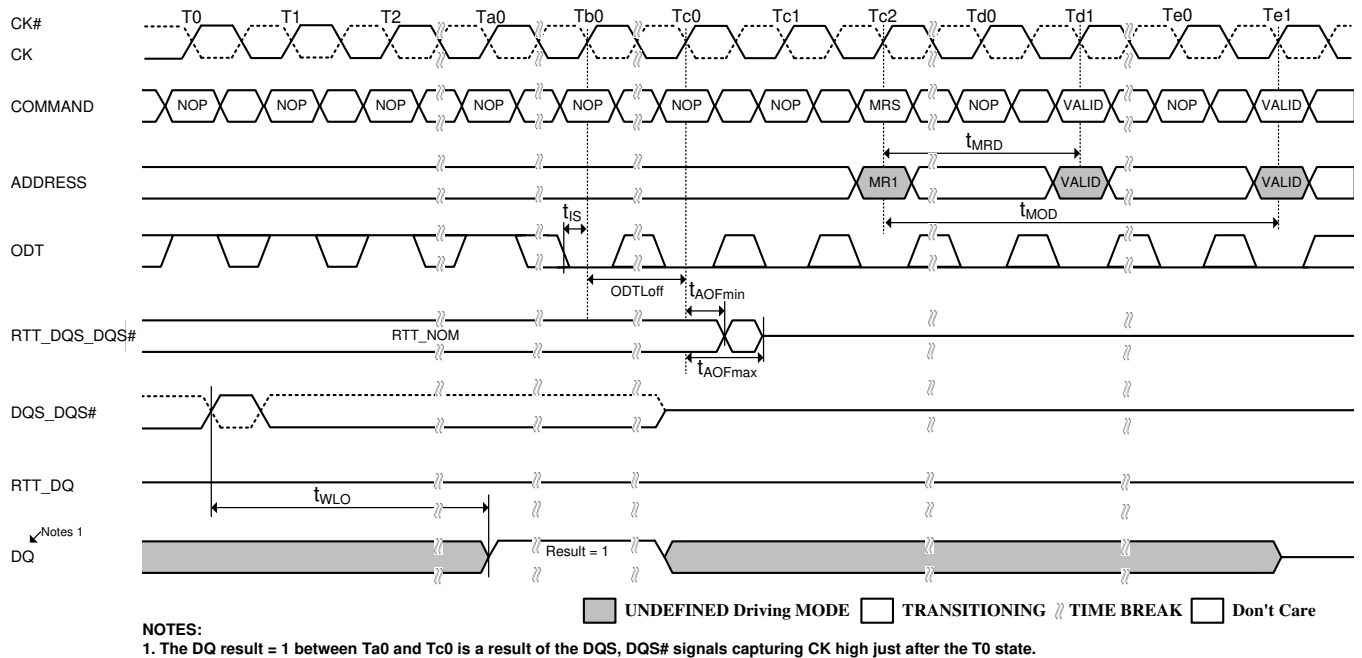 CK#
CK
T0 T1 T2 Ta0 Tb0 Tc0 Tc1 Tc2 Td0 Td1 Te0 Te1
COMMAND
NOP NOP NOP NOP NOP NOP NOP MRS NOP VALID NOP VALID
tMRD
ADDRESS
MR1 VALID VALID
tIS
tMOD
ODT
ODTLoff
tAOFmin
RTT_DQS_DQS#
RTT_NOM
tAOFmax
DQS_DQS#
RTT_DQ
tWLO
Notes 1
DQ
Result = 1
UNDEFINED Driving MODE TRANSITIONING TIME BREAK Don't Care
NOTES:
1. The DQ result = 1 between Ta0 and Tc0 is a result of the DQS, DQS# signals capturing CK high just after the T0 state.